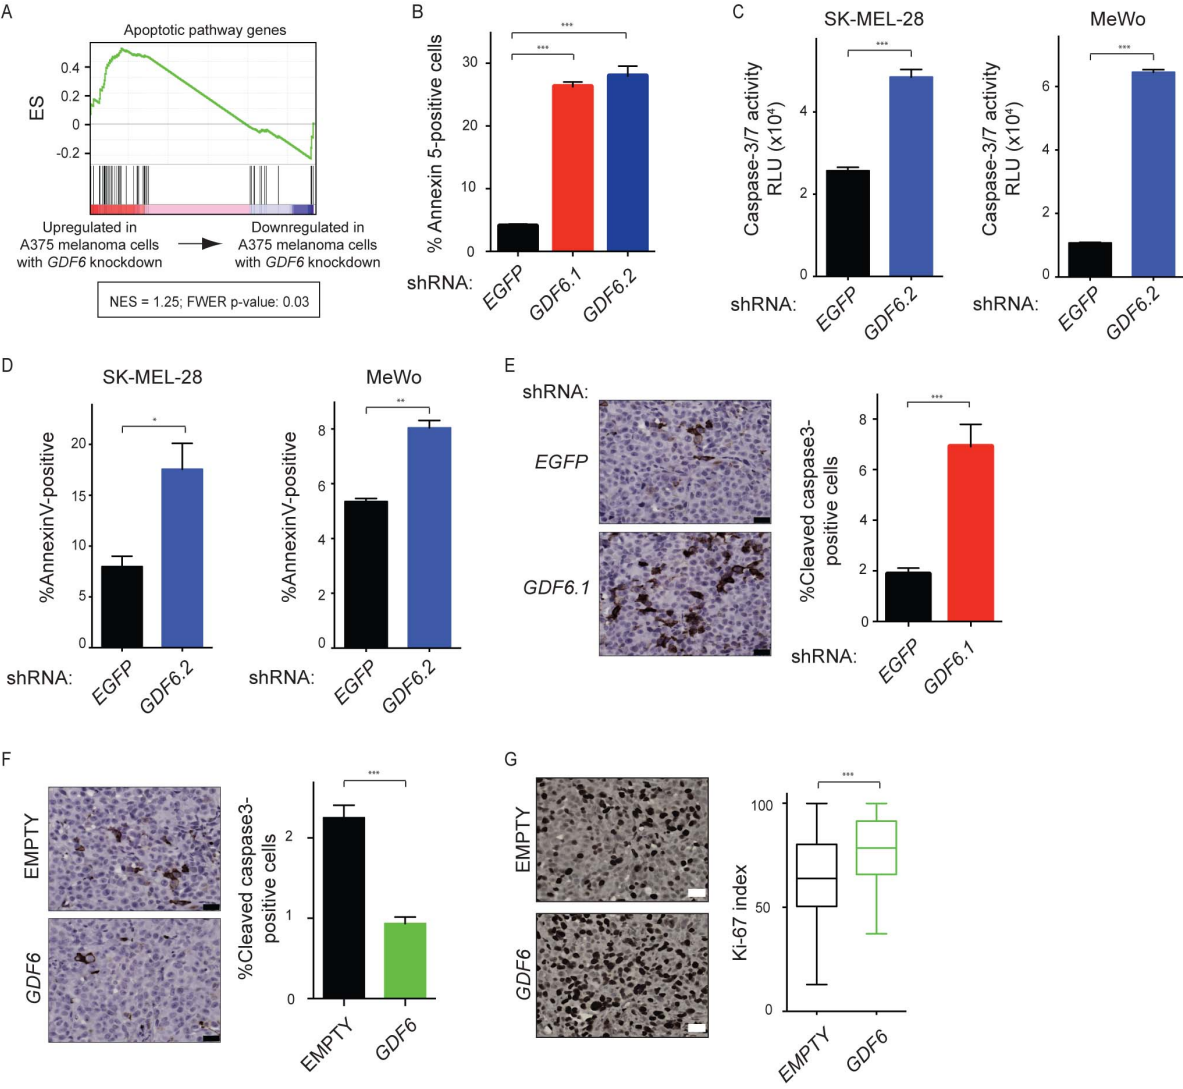 A
Apoptotic pathway genes
ES
0.4
0.2
0
-0.2
Upregulated in
A375 melanoma cells
with GDF6 knockdown
Downregulated in
A375 melanoma cells
with GDF6 knockdown
NES = 1.25; FWER p-value: 0.03
B
% Annexin 5-positive cells
30
20
10
0
***
***
shRNA:
EGFP
GDF6.1
GDF6.2
C
SK-MEL-28
Caspase-3/7 activity
RLU (x10⁴)
4
2
0
***
shRNA:
EGFP
GDF6.2
MeWo
Caspase-3/7 activity
RLU (x10⁴)
6
4
2
0
***
shRNA:
EGFP
GDF6.2
D
SK-MEL-28
%AnnexinV-positive
20
15
10
5
0
*
shRNA:
EGFP
GDF6.2
MeWo
%AnnexinV-positive
8
6
4
2
0
**
shRNA:
EGFP
GDF6.2
E
shRNA:
EGFP
GDF6.1
%Cleaved caspase3-
positive cells
8
6
4
2
0
***
shRNA:
EGFP
GDF6.1
F
EMPTY
GDF6
%Cleaved caspase3-
positive cells
2
1
0
***
EMPTY
GDF6
G
EMPTY
GDF6
Ki-67 index
100
50
0
***
EMPTY
GDF6